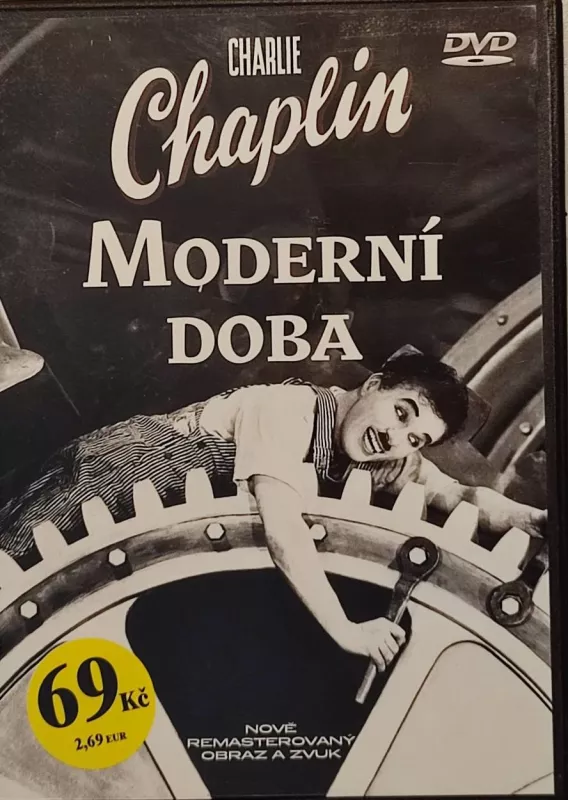 CHARLIE
Chaplin
DVD
MODERNÍ
DOBA
69 Kč
2,69 EUR
NOVĚ
REMASTEROVANÝ
OBRAZ A ZVUK